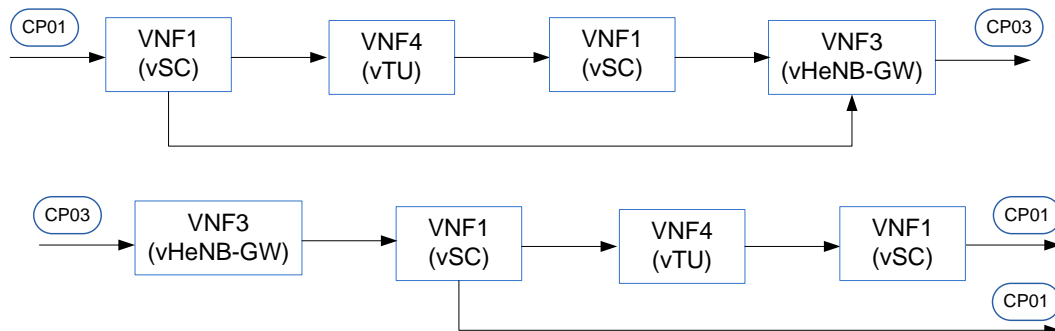 CP01
VNF1
(vSC)
VNF4
(vTU)
VNF1
(vSC)
VNF3
(vHeNB-GW)
CP03
CP03
VNF3
(vHeNB-GW)
VNF1
(vSC)
VNF4
(vTU)
VNF1
(vSC)
CP01
CP01